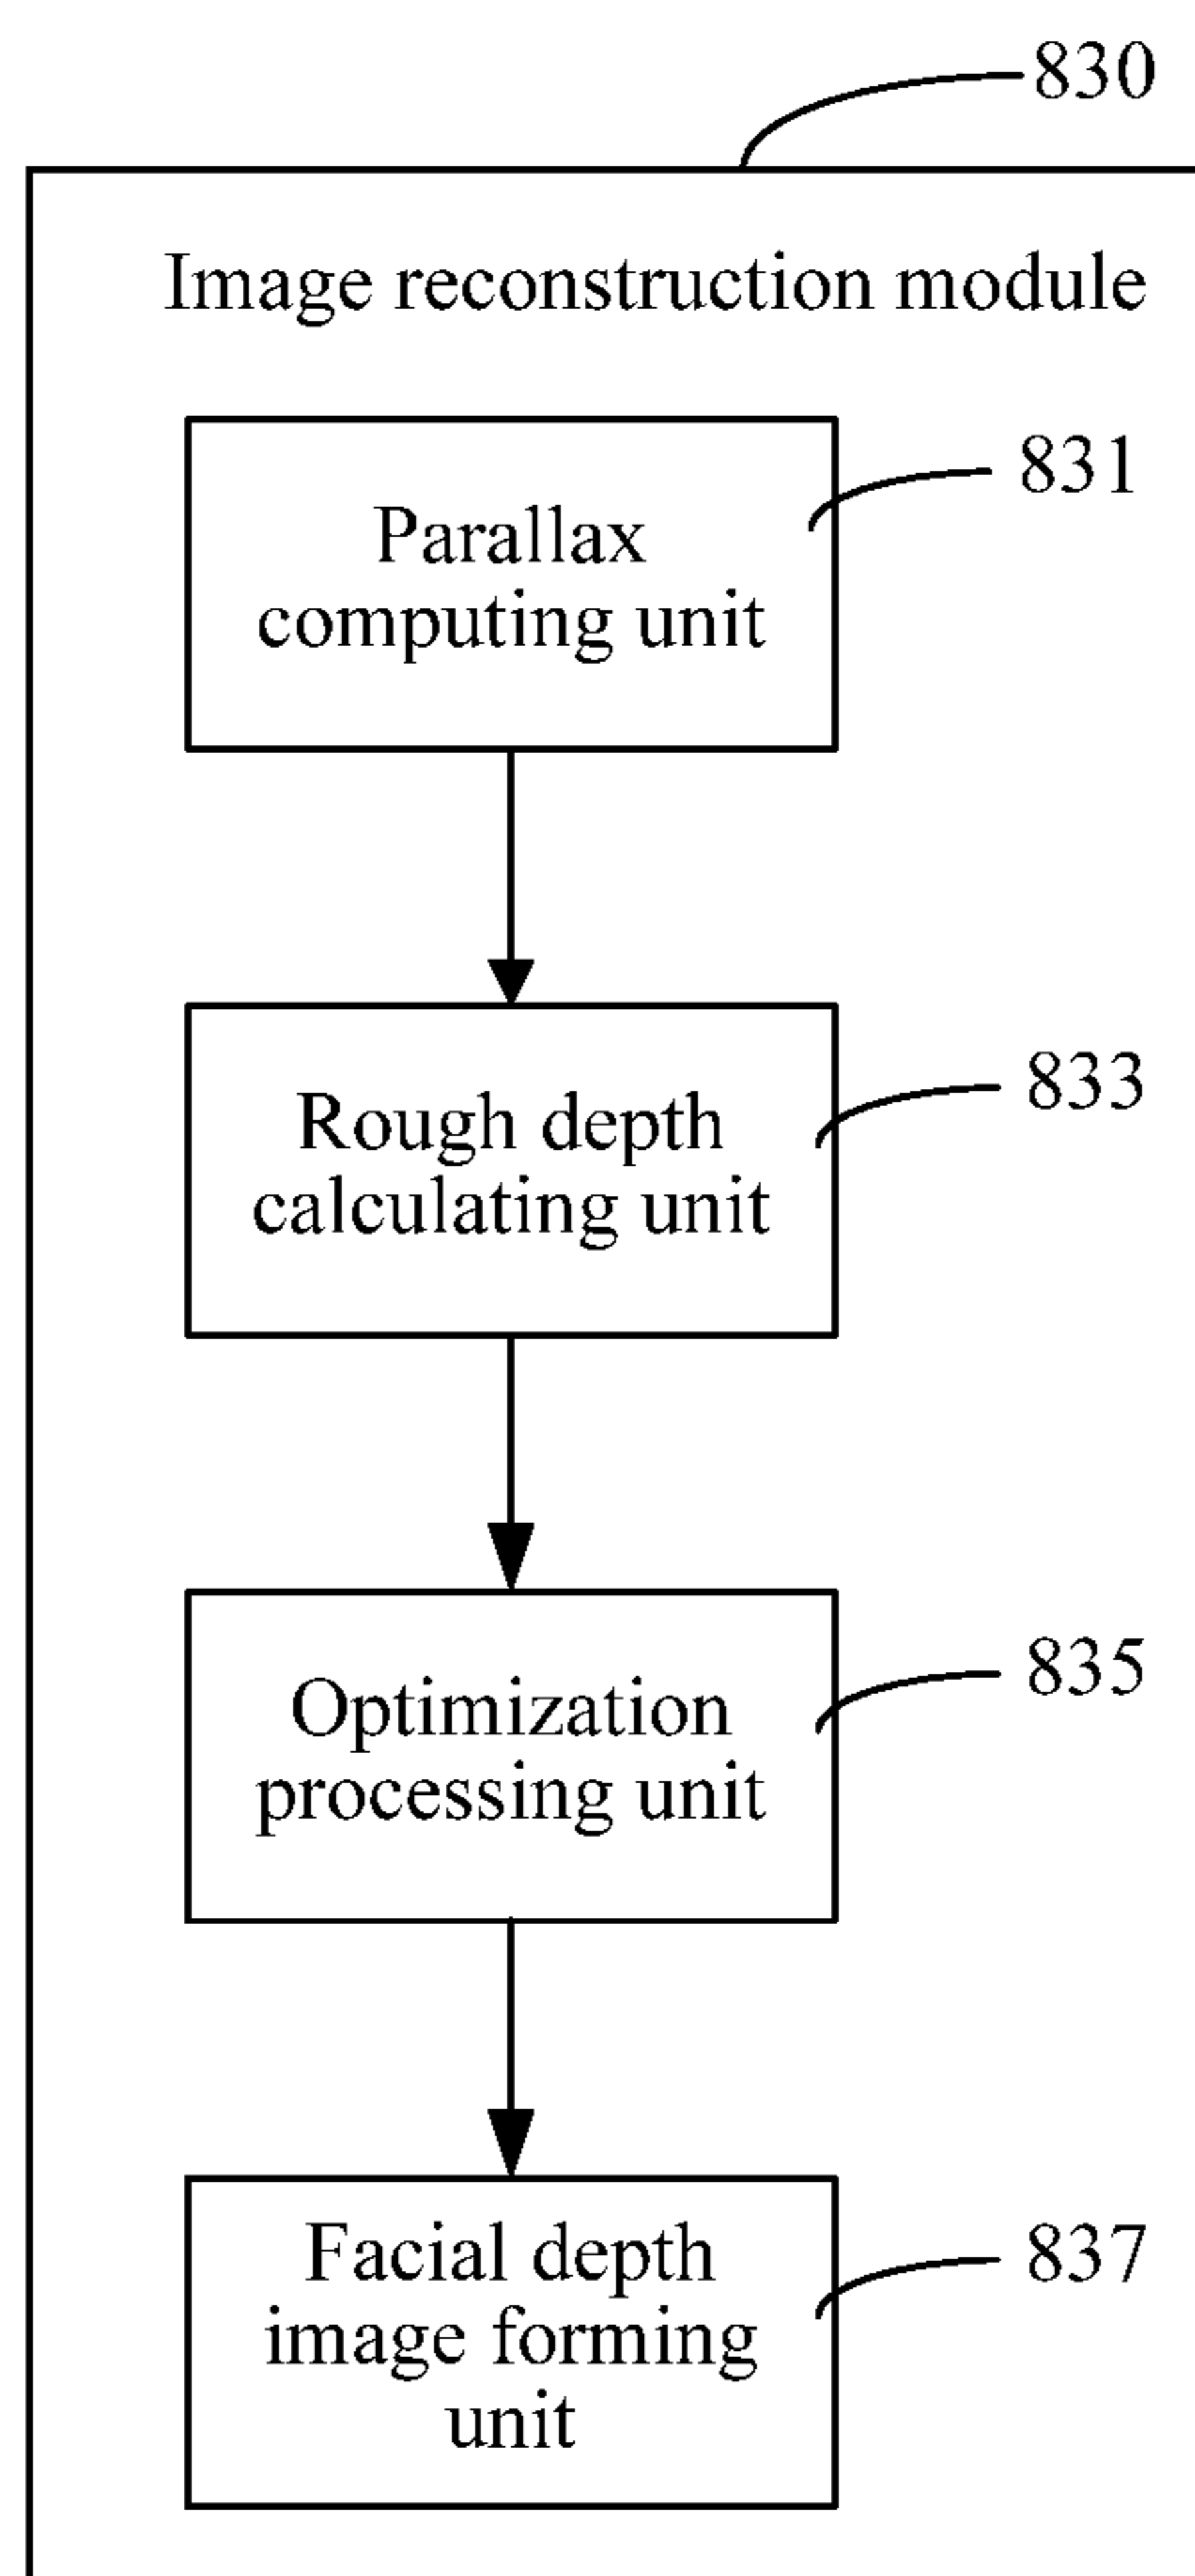 830
Image reconstruction module
831
Parallax
computing unit
833
Rough depth
calculating unit
835
Optimization
processing unit
837
Facial depth
image forming
unit